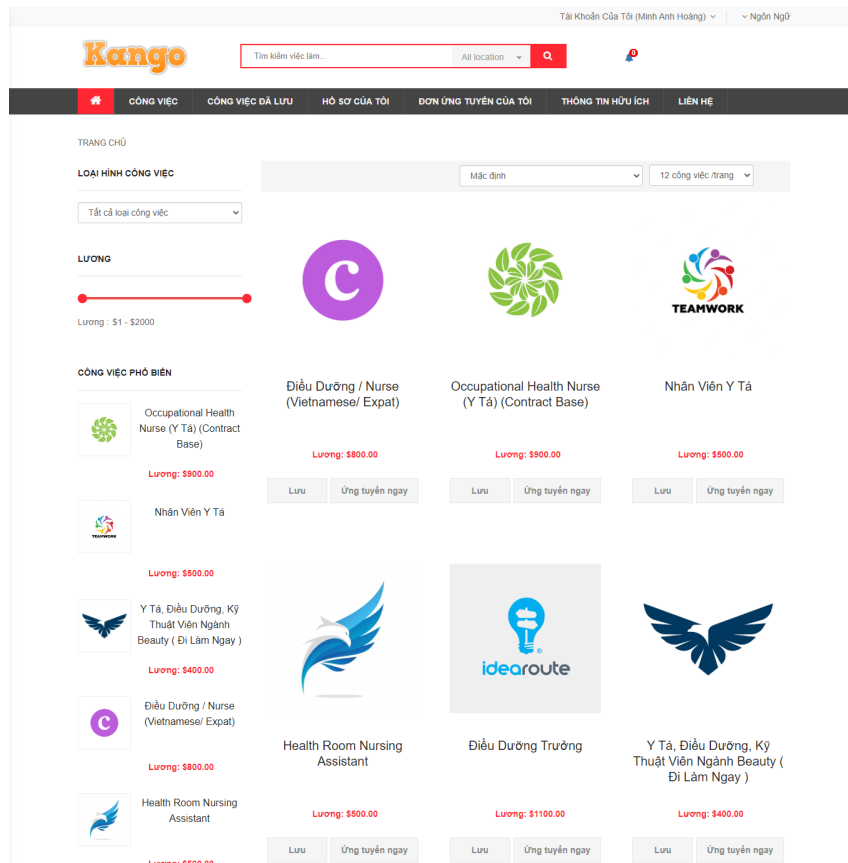 Tài Khoản Của Tôi (Minh Anh Hoàng)
Ngôn Ngữ
Kango
Tìm kiếm việc làm...
All location
0
CÔNG VIỆC
CÔNG VIỆC ĐÃ LƯU
HỒ SƠ CỦA TÔI
ĐƠN ỨNG TUYỂN CỦA TÔI
THÔNG TIN HỮU ÍCH
LIÊN HỆ
TRANG CHỦ
LOẠI HÌNH CÔNG VIỆC
Tất cả loại công việc
LƯƠNG
Lương : $1 - $2000
CÔNG VIỆC PHỔ BIẾN
Occupational Health
Nurse (Y Tá) (Contract
Base)
Lương: $900.00
TEAMWORK
Nhân Viên Y Tá
Lương: $500.00
Y Tá, Điều Dưỡng, Kỹ
Thuật Viên Ngành
Beauty ( Đi Làm Ngay )
Lương: $400.00
C
Điều Dưỡng / Nurse
(Vietnamese/ Expat)
Lương: $800.00
Health Room Nursing
Assistant
Lương: $500.00
Mặc định
12 công việc /trang
C
TEAMWORK
Điều Dưỡng / Nurse
(Vietnamese/ Expat)
Lương: $800.00
Lưu
Ứng tuyển ngay
Occupational Health Nurse
(Y Tá) (Contract Base)
Lương: $900.00
Lưu
Ứng tuyển ngay
Nhân Viên Y Tá
Lương: $500.00
Lưu
Ứng tuyển ngay
Health Room Nursing
Assistant
Lương: $500.00
Lưu
Ứng tuyển ngay
idearoute
Điều Dưỡng Trưởng
Lương: $1100.00
Lưu
Ứng tuyển ngay
Y Tá, Điều Dưỡng, Kỹ
Thuật Viên Ngành Beauty (
Đi Làm Ngay )
Lương: $400.00
Lưu
Ứng tuyển ngay